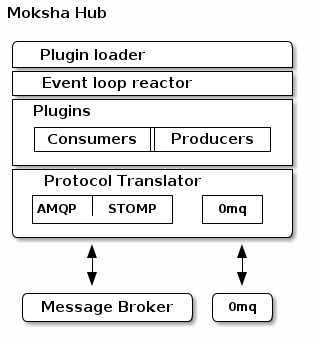 Moksha Hub
Plugin loader
Event loop reactor
Plugins
Consumers Producers
Protocol Translator
AMQP STOMP 0mq
Message Broker 0mq